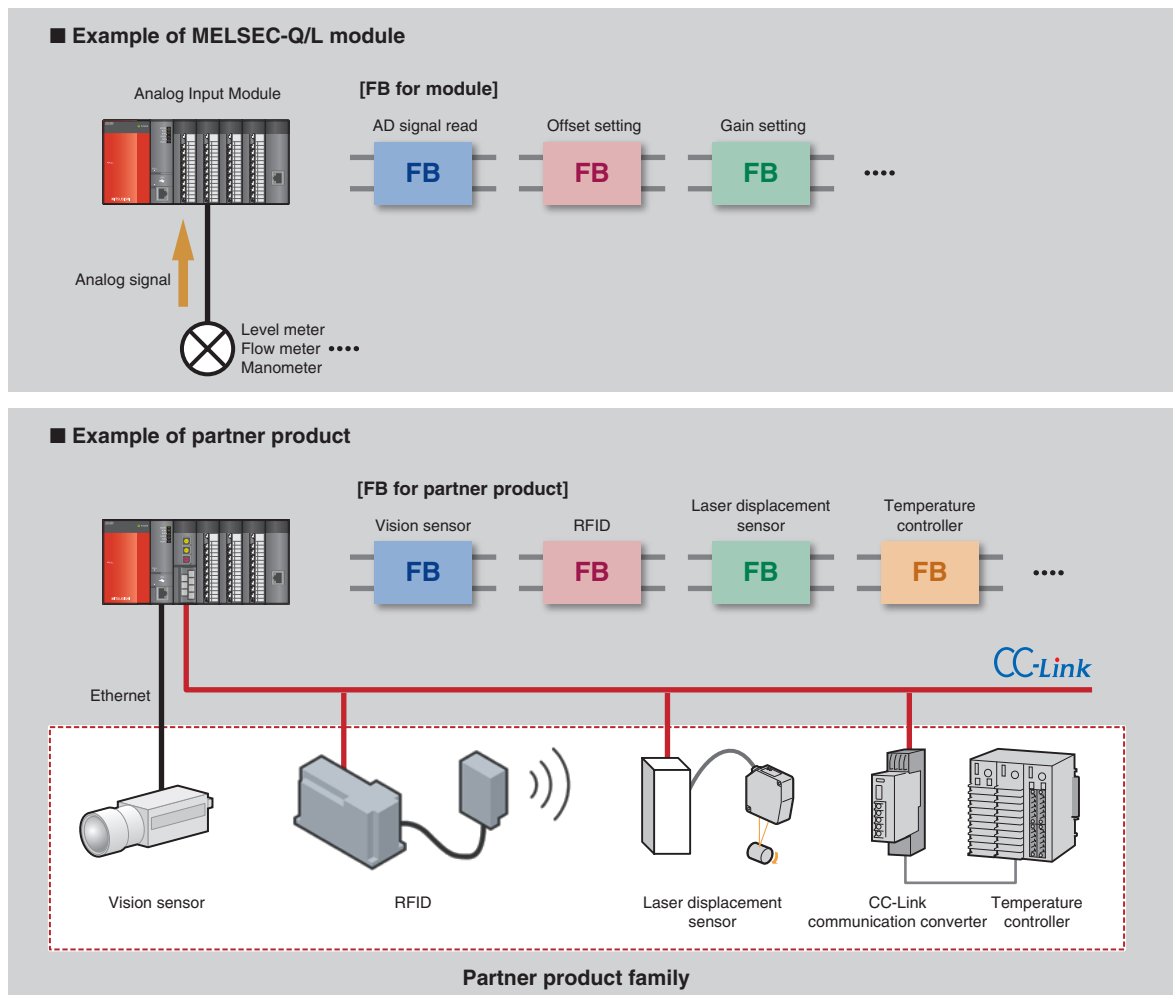 ■ Example of MELSEC-Q/L module
Analog Input Module
[FB for module]
AD signal read
Offset setting
Gain setting
FB
FB
FB
Analog signal
Level meter
Flow meter
Manometer
■ Example of partner product
[FB for partner product]
Vision sensor
RFID
Laser displacement
sensor
Temperature
controller
FB
FB
FB
FB
CC-Link
Ethernet
Vision sensor
RFID
Laser displacement
sensor
CC-Link
communication converter
Temperature
controller
Partner product family